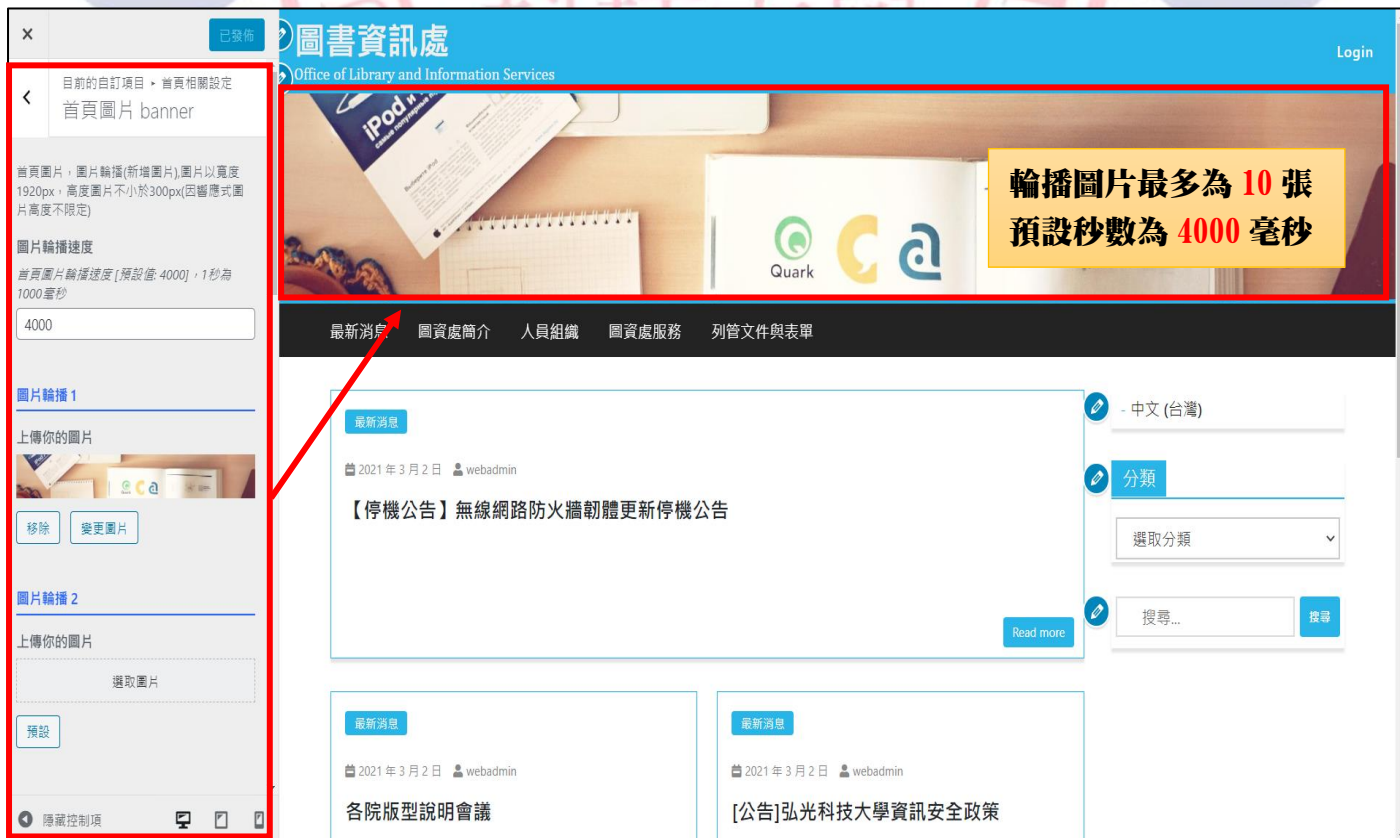 已發佈
目前的自訂項目 ▸ 首頁相關設定
首頁圖片 banner
首頁圖片，圖片輪播(新增圖片),圖片以寬度
1920px，高度圖片不小於300px(因響應式圖
片高度不限定)
圖片輪播速度
首頁圖片輪播速度 [預設值: 4000]，1秒為
1000毫秒
4000
圖片輪播 1
上傳你的圖片
移除
變更圖片
圖片輪播 2
上傳你的圖片
選取圖片
預設
隱藏控制項
圖書資訊處
Office of Library and Information Services
Login
iPod и
Quark
輪播圖片最多為 10 張
預設秒數為 4000 毫秒
最新消息 圖資處簡介 人員組織 圖資處服務 列管文件與表單
最新消息
2021 年 3 月 2 日 webadmin
【停機公告】無線網路防火牆韌體更新停機公告
Read more
- 中文 (台灣)
分類
選取分類
搜尋...
搜尋
最新消息
2021 年 3 月 2 日 webadmin
各院版型說明會議
最新消息
2021 年 3 月 2 日 webadmin
[公告]弘光科技大學資訊安全政策